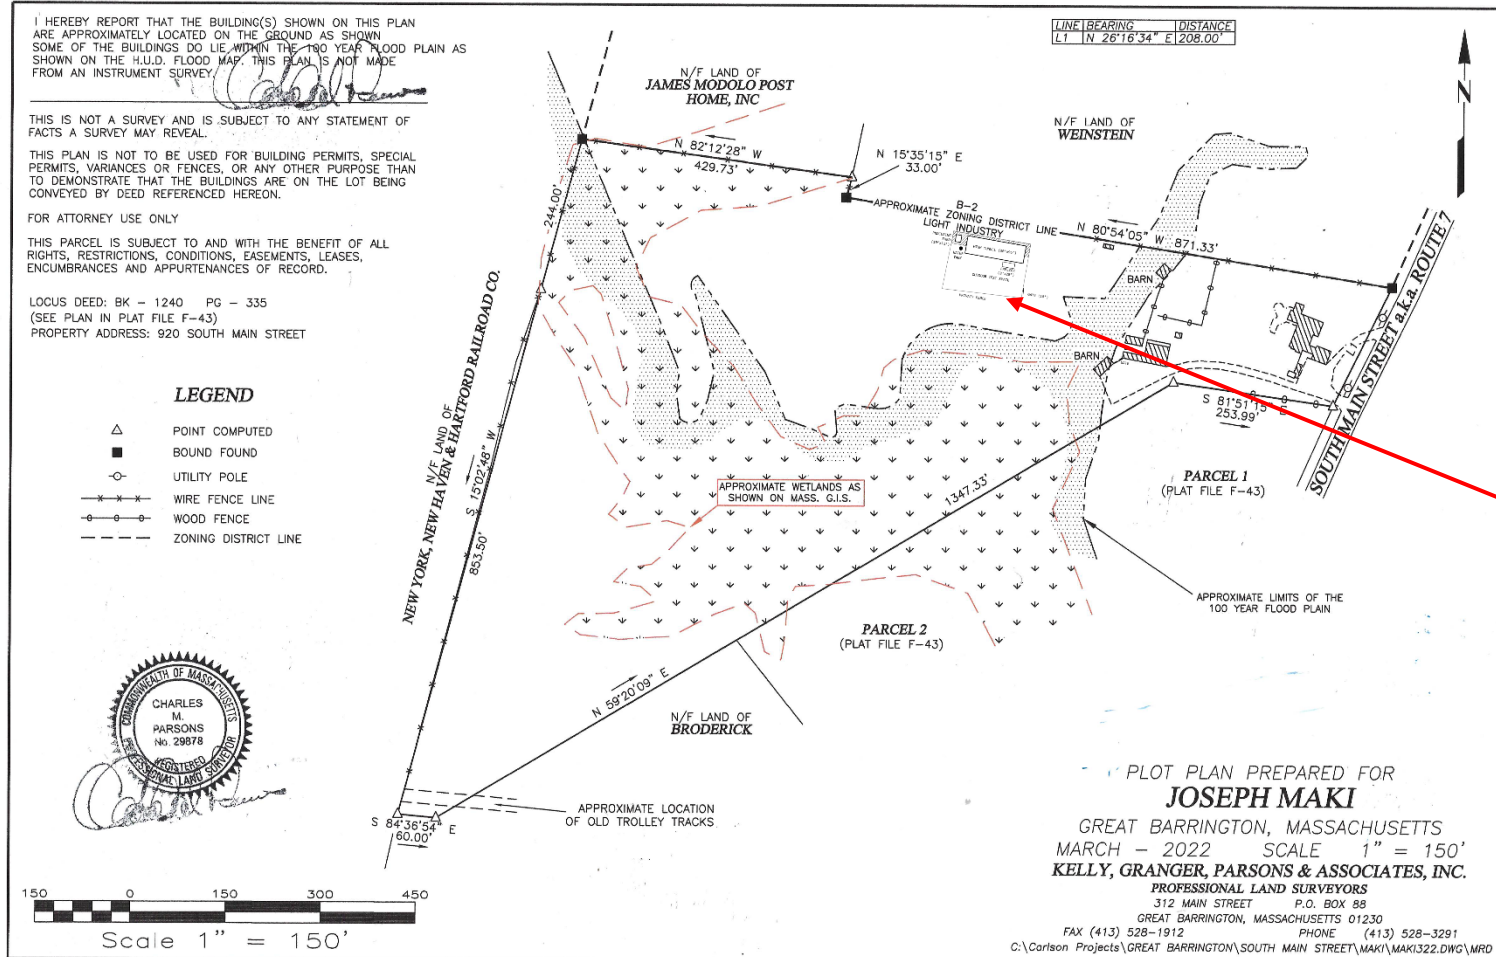 I HEREBY REPORT THAT THE BUILDING(S) SHOWN ON THIS PLAN
ARE APPROXIMATELY LOCATED ON THE GROUND AS SHOWN
SOME OF THE BUILDINGS DO LIE WITHIN THE 100 YEAR FLOOD PLAIN AS
SHOWN ON THE H.U.D. FLOOD MAP. THIS PLAN IS NOT MADE
FROM AN INSTRUMENT SURVEY.
THIS IS NOT A SURVEY AND IS SUBJECT TO ANY STATEMENT OF
FACTS A SURVEY MAY REVEAL.
THIS PLAN IS NOT TO BE USED FOR BUILDING PERMITS, SPECIAL
PERMITS, VARIANCES OR FENCES, OR ANY OTHER PURPOSE THAN
TO DEMONSTRATE THAT THE BUILDINGS ARE ON THE LOT BEING
CONVEYED BY DEED REFERENCED HEREON.
FOR ATTORNEY USE ONLY
THIS PARCEL IS SUBJECT TO AND WITH THE BENEFIT OF ALL
RIGHTS, RESTRICTIONS, CONDITIONS, EASEMENTS, LEASES,
ENCUMBRANCES AND APPURTENANCES OF RECORD.
LOCUS DEED: BK - 1240 PG - 335
(SEE PLAN IN PLAT FILE F-43)
PROPERTY ADDRESS: 920 SOUTH MAIN STREET
LEGEND
POINT COMPUTED
BOUND FOUND
UTILITY POLE
WIRE FENCE LINE
WOOD FENCE
ZONING DISTRICT LINE
COMMONWEALTH OF MASSACHUSETTS
CHARLES
M.
PARSONS
No. 29878
REGISTERED
PROFESSIONAL LAND SURVEYOR
150 0 150 300 450
Scale 1" = 150'
LINE BEARING DISTANCE
L1 N 26°16'34" E 208.00'
N/F LAND OF
JAMES MODOLO POST
HOME, INC
N/F LAND OF
WEINSTEIN
N
N 82°12'28" W
429.73'
N 15°35'15" E
33.00'
B-2
APPROXIMATE ZONING DISTRICT LINE
LIGHT INDUSTRY
N 80°54'05" W 871.33'
244.00'
BARN
BARN
SOUTH MAIN STREET a.k.a. ROUTE 7
S 81°51'15" E
253.99'
N/F LAND OF
NEW YORK, NEW HAVEN & HARTFORD RAILROAD CO.
S 15°02'48" W
853.50'
APPROXIMATE WETLANDS AS
SHOWN ON MASS. G.I.S.
1347.33'
PARCEL 1
(PLAT FILE F-43)
APPROXIMATE LIMITS OF THE
100 YEAR FLOOD PLAIN
PARCEL 2
(PLAT FILE F-43)
N 59°20'09" E
N/F LAND OF
BRODERICK
APPROXIMATE LOCATION
OF OLD TROLLEY TRACKS
S 84°36'54" E
60.00'
PLOT PLAN PREPARED FOR
JOSEPH MAKI
GREAT BARRINGTON, MASSACHUSETTS
MARCH - 2022 SCALE 1" = 150'
KELLY, GRANGER, PARSONS & ASSOCIATES, INC.
PROFESSIONAL LAND SURVEYORS
312 MAIN STREET P.O. BOX 88
GREAT BARRINGTON, MASSACHUSETTS 01230
FAX (413) 528-1912 PHONE (413) 528-3291
C:\Carlson Projects\GREAT BARRINGTON\SOUTH MAIN STREET\MAKI\MAKI322.DWG\MRD